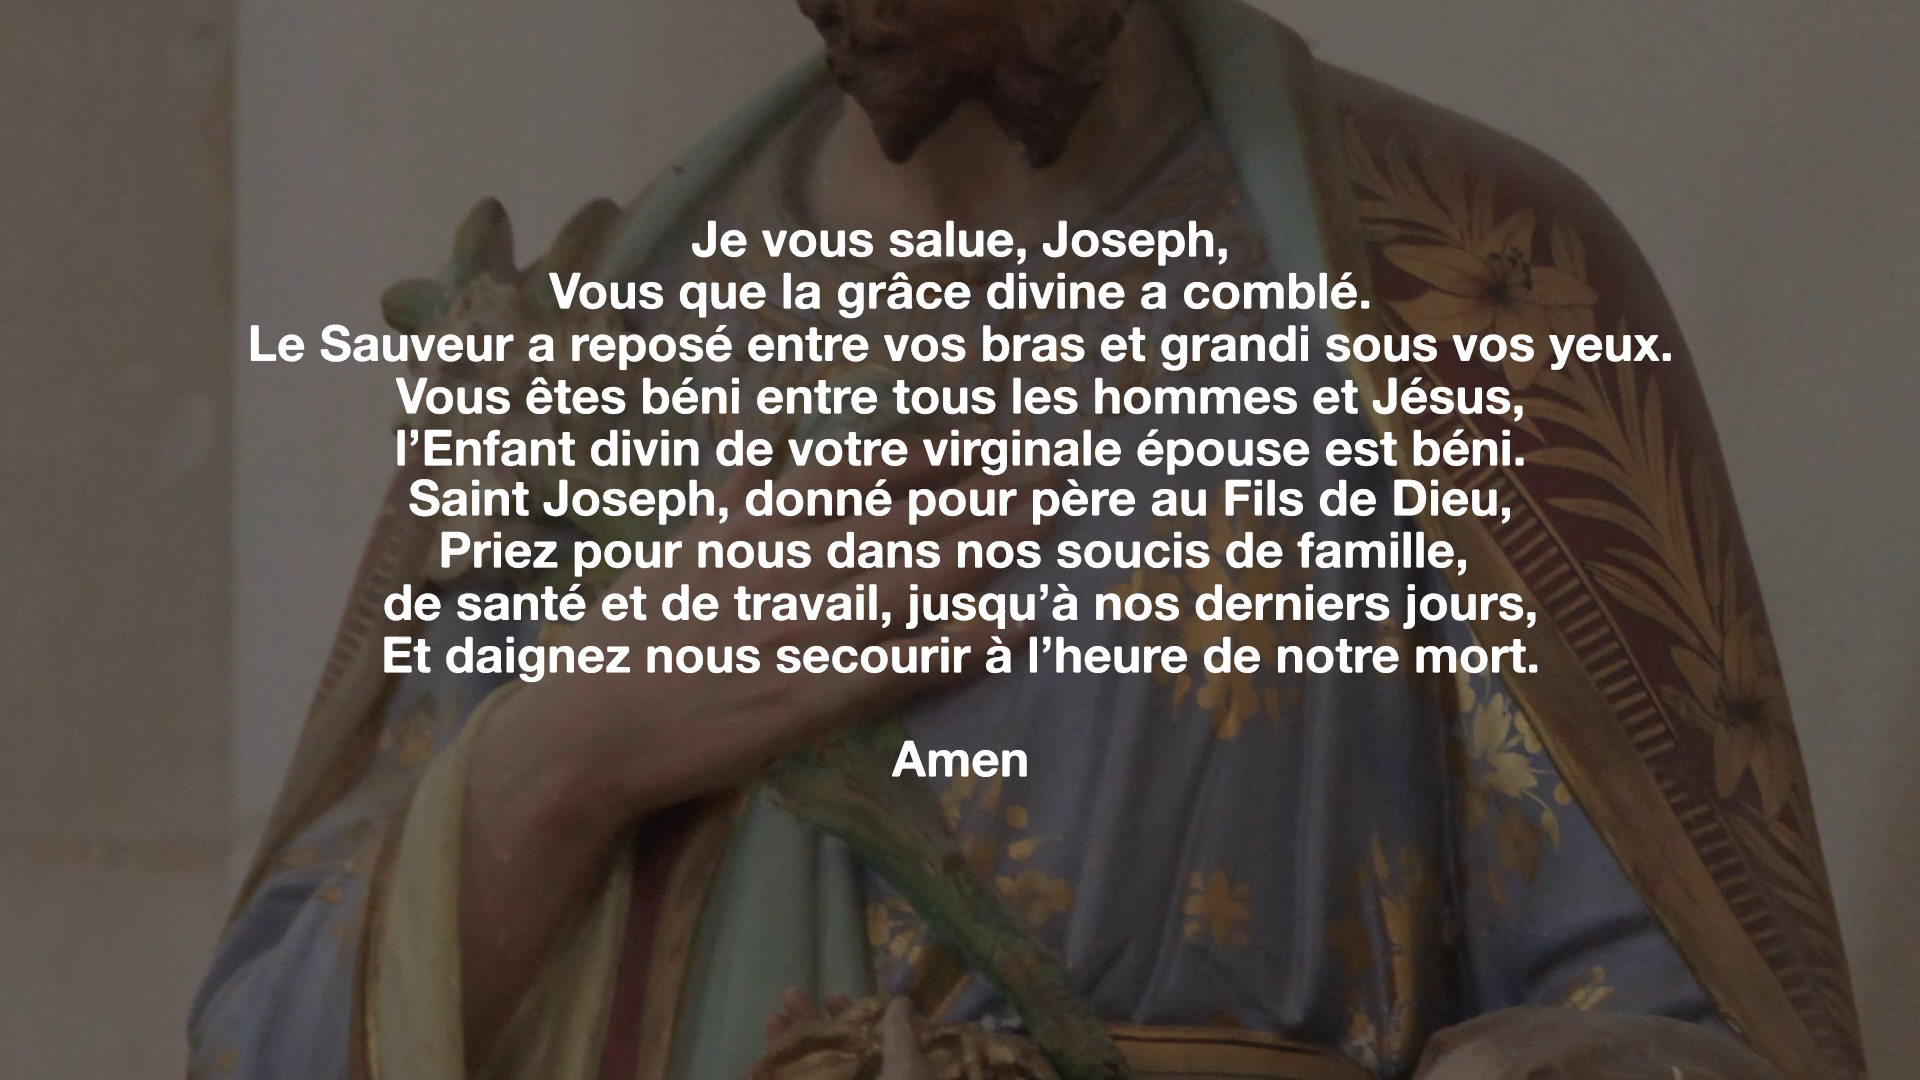 Je vous salue, Joseph,
Vous que la grâce divine a comblé.
Le Sauveur a reposé entre vos bras et grandi sous vos yeux.
Vous êtes béni entre tous les hommes et Jésus,
l’Enfant divin de votre virginale épouse est béni.
Saint Joseph, donné pour père au Fils de Dieu,
Priez pour nous dans nos soucis de famille,
de santé et de travail, jusqu’à nos derniers jours,
Et daignez nous secourir à l’heure de notre mort.
Amen